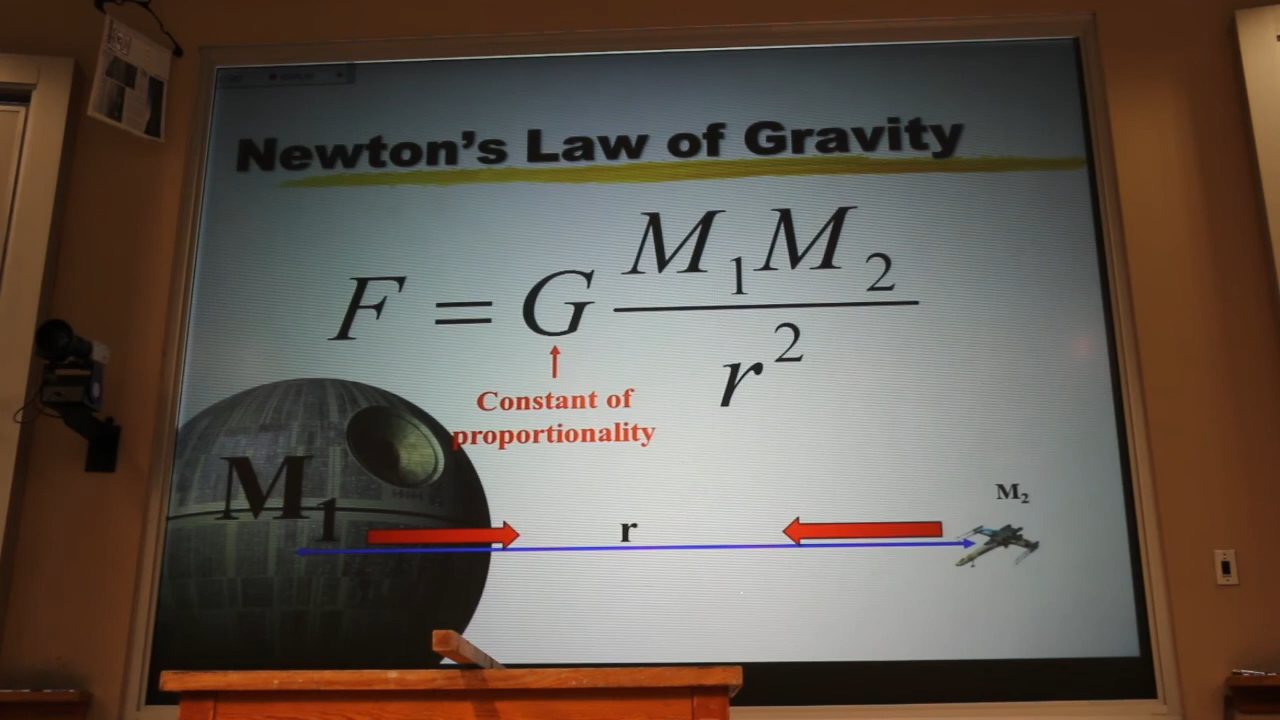 Newton's Law of Gravity
F = G M₁M₂ / r²
Constant of
proportionality
M₁
r
M₂